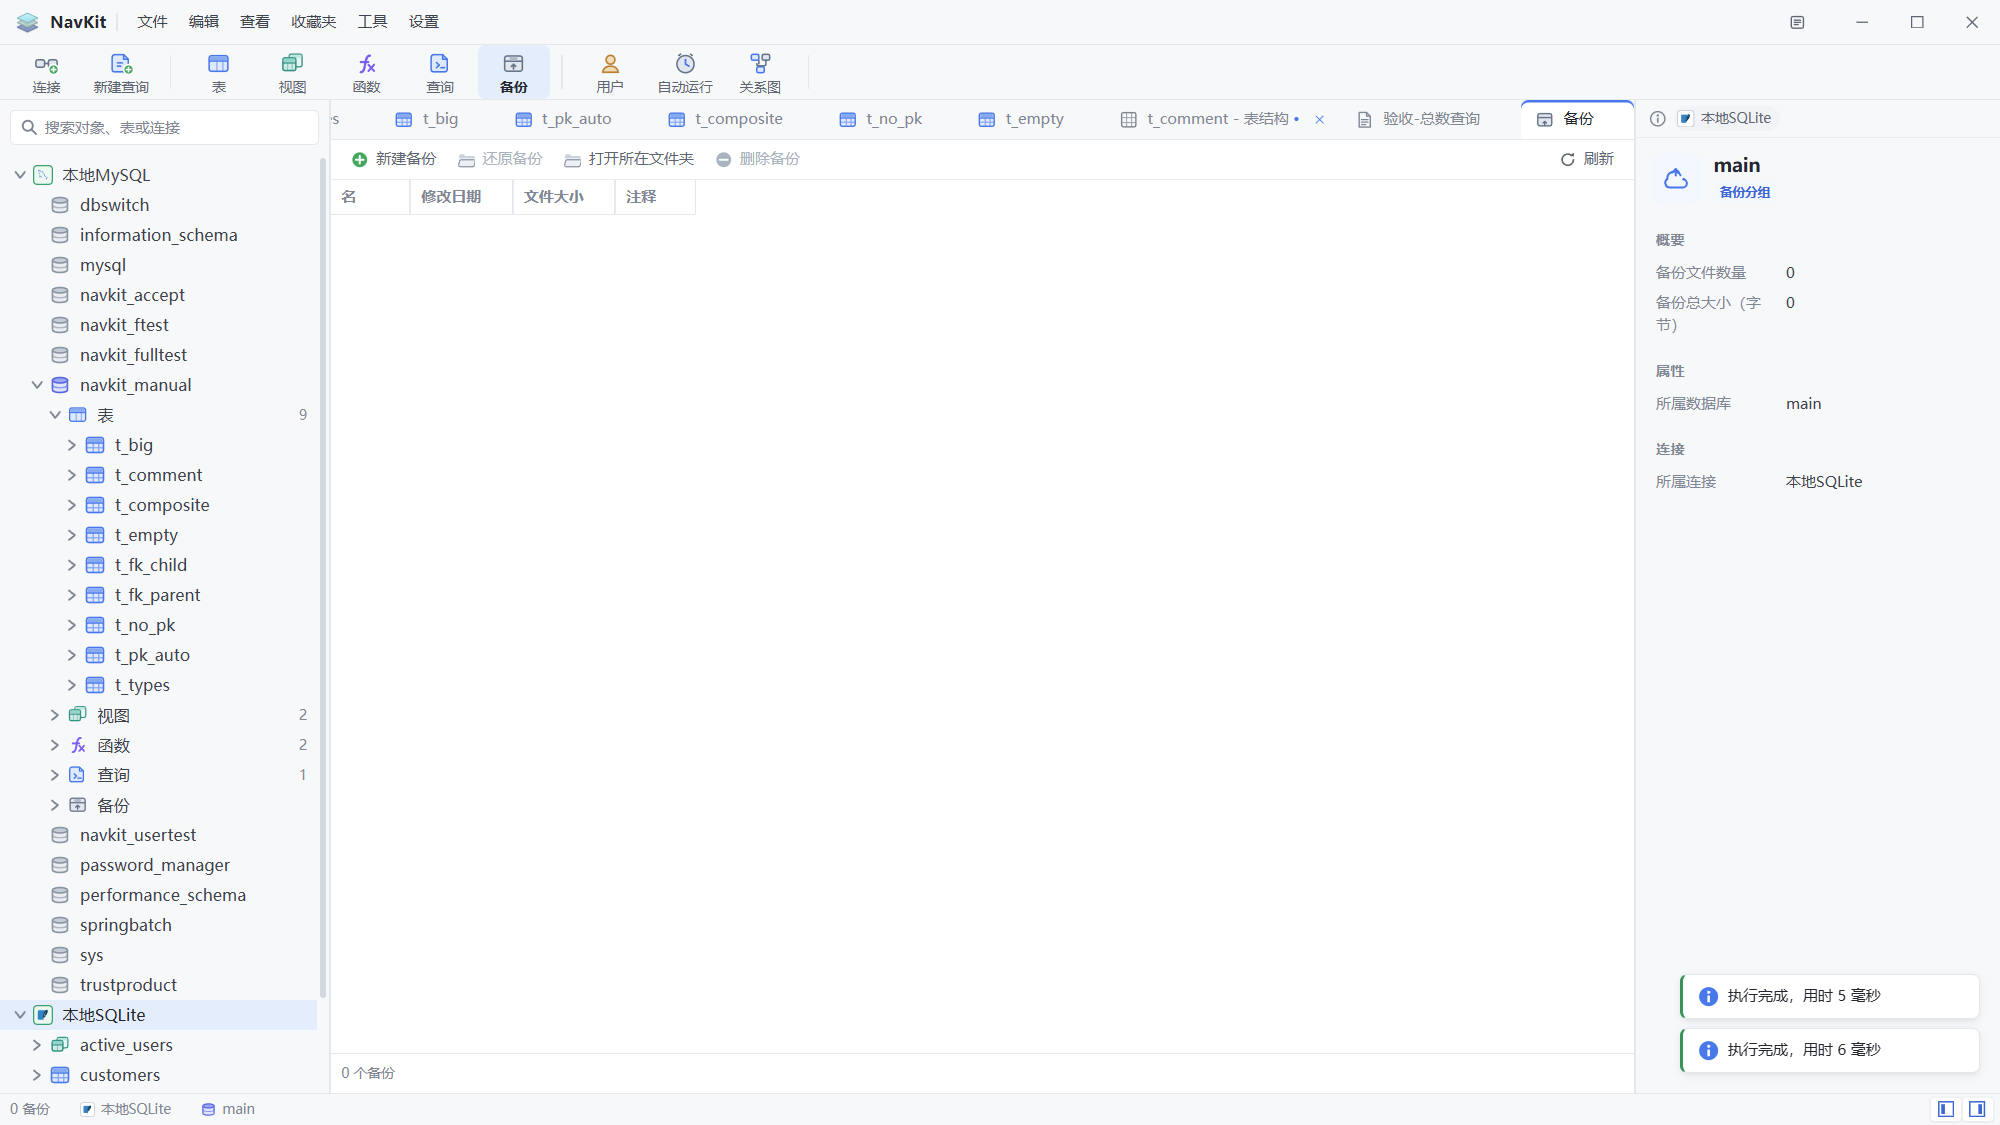 NavKit 文件 编辑 查看 收藏夹 工具 设置
连接 新建查询 表 视图 函数 查询 备份 用户 自动运行 关系图
搜索对象、表或连接
本地MySQL
dbswitch
information_schema
mysql
navkit_accept
navkit_ftest
navkit_fulltest
navkit_manual
表 9
t_big
t_comment
t_composite
t_empty
t_fk_child
t_fk_parent
t_no_pk
t_pk_auto
t_types
视图 2
函数 2
查询 1
备份
navkit_usertest
password_manager
performance_schema
springbatch
sys
trustproduct
本地SQLite
active_users
customers
s t_big t_pk_auto t_composite t_no_pk t_empty t_comment - 表结构 • × 验收-总数查询 备份
新建备份 还原备份 打开所在文件夹 删除备份 刷新
名 修改日期 文件大小 注释
0 个备份
本地SQLite
main
备份分组
概要
备份文件数量 0
备份总大小（字 0
节）
属性
所属数据库 main
连接
所属连接 本地SQLite
执行完成，用时 5 毫秒
执行完成，用时 6 毫秒
0 备份 本地SQLite main